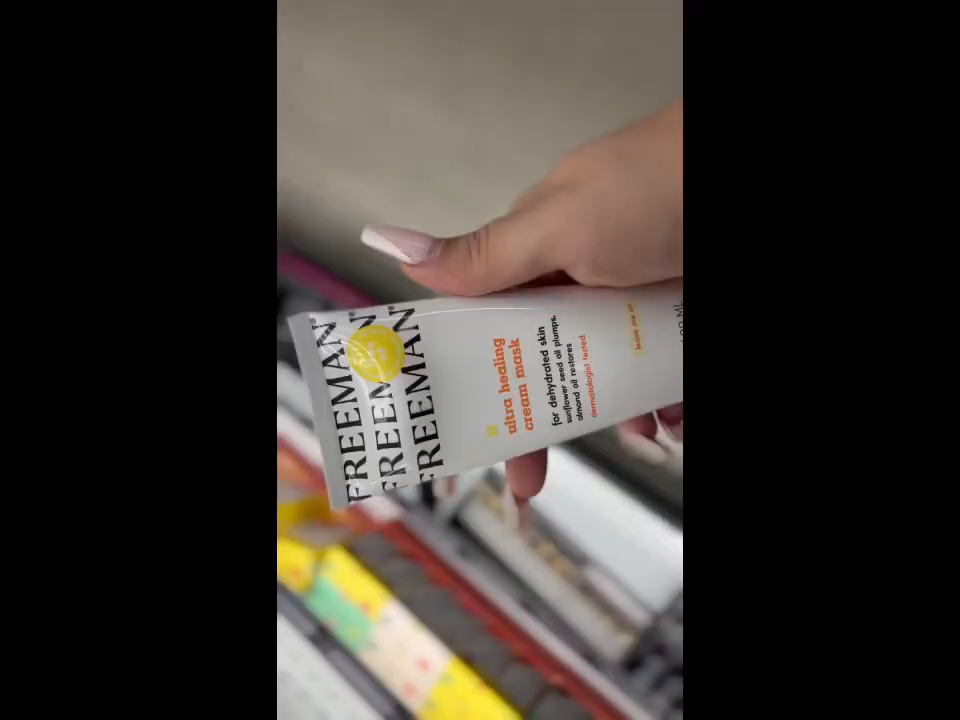 FREEMAN®
FREEMAN®
FREEMAN®
ultra healing
cream mask
for dehydrated skin
sunflower seed oil plumps,
almond oil restores
dermatologist tested
leave me on